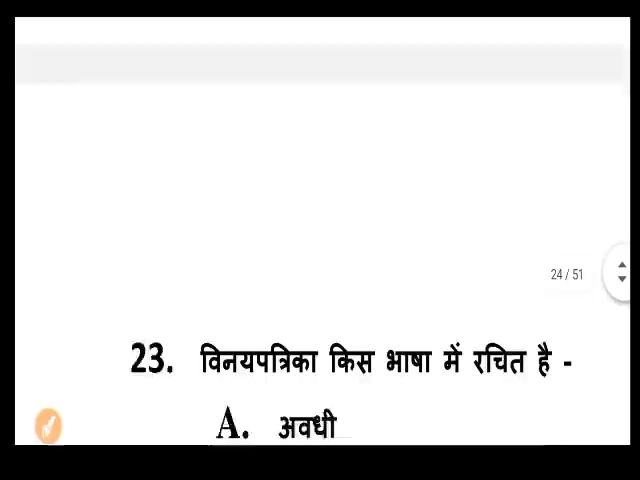 24 / 51
23. विनयपत्रिका किस भाषा में रचित है -
A. अवधी